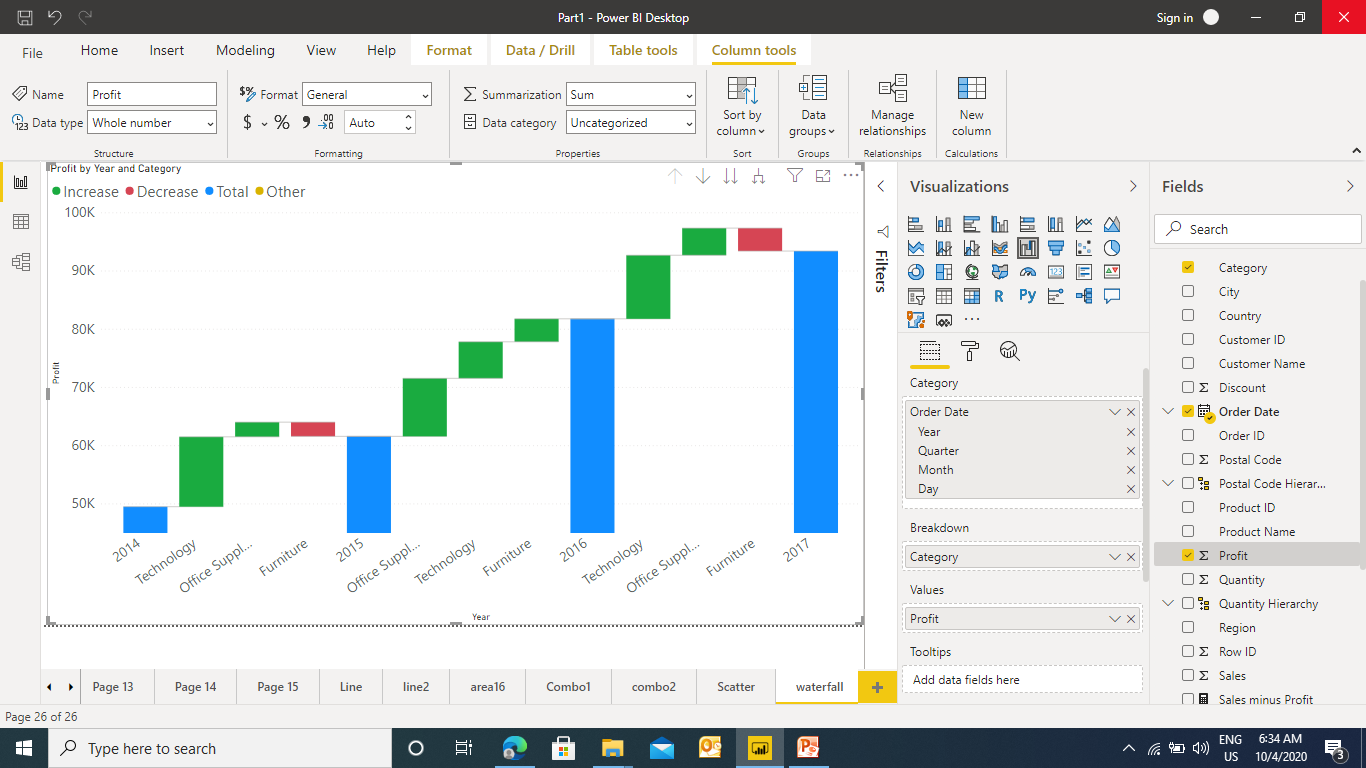 Part1 - Power BI Desktop
Sign in
File Home Insert Modeling View Help Format Data / Drill Table tools Column tools
Name Profit
Data type Whole number
Structure
$% Format General
$ % 9 .00 Auto
Formatting
Σ Summarization Sum
Data category Uncategorized
Properties
Sort by
column
Sort
Data
groups
Groups
Manage
relationships
Relationships
New
column
Calculations
Profit by Year and Category
Increase Decrease Total Other
100K
90K
80K
70K
60K
50K
Profit
2014 Technology Office Suppl... Furniture 2015 Office Suppl... Technology Furniture 2016 Technology Office Suppl... Furniture 2017
Year
Filters
Visualizations
123
R Py
...
Category
Order Date
Year
Quarter
Month
Day
Breakdown
Category
Values
Profit
Tooltips
Add data fields here
Fields
Search
Category
City
Country
Customer ID
Customer Name
Σ Discount
Order Date
Order ID
Σ Postal Code
Postal Code Hierar...
Product ID
Product Name
Σ Profit
Σ Quantity
Quantity Hierarchy
Region
Σ Row ID
Σ Sales
Sales minus Profit
Page 13 Page 14 Page 15 Line line2 area16 Combo1 combo2 Scatter waterfall +
Page 26 of 26
Type here to search
ENG
US
6:34 AM
10/4/2020
3